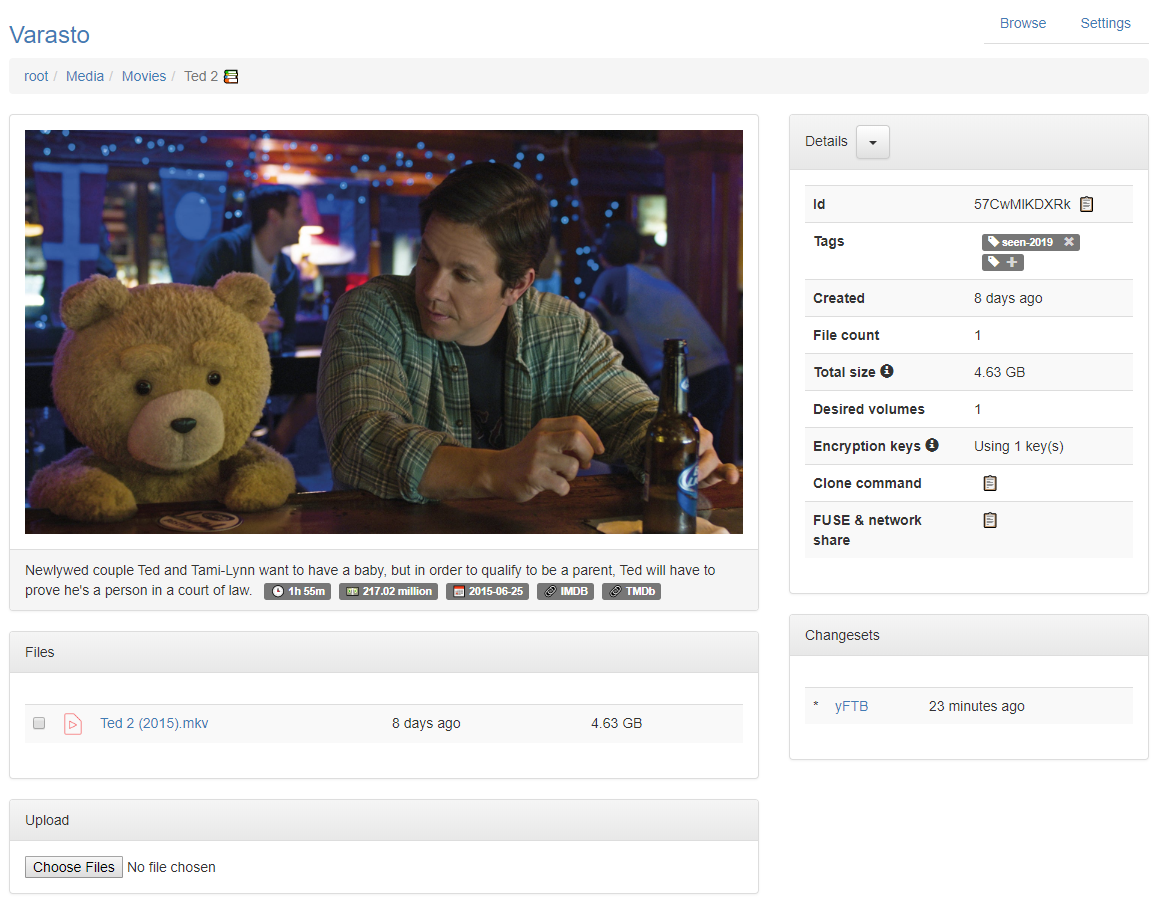 Varasto
Browse Settings
root / Media / Movies / Ted 2
Newlywed couple Ted and Tami-Lynn want to have a baby, but in order to qualify to be a parent, Ted will have to
prove he's a person in a court of law. 1h 55m 217.02 million 2015-06-25 IMDB TMDb
Files
Ted 2 (2015).mkv 8 days ago 4.63 GB
Upload
Choose Files No file chosen
Details
Id 57CwMlKDXRk
Tags seen-2019
Created 8 days ago
File count 1
Total size 4.63 GB
Desired volumes 1
Encryption keys Using 1 key(s)
Clone command
FUSE & network
share
Changesets
* yFTB 23 minutes ago